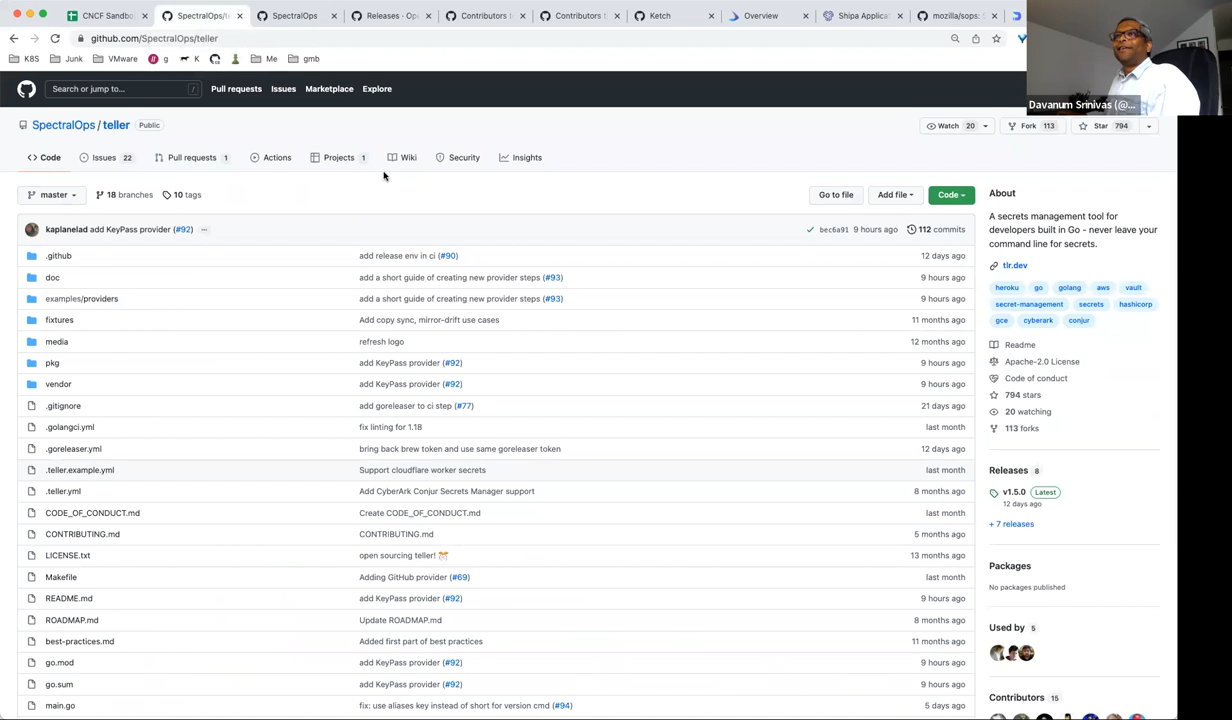 CNCF Sandbo
SpectralOps/te
SpectralOps
Releases · Ope
Contributors to
Contributors to
Ketch
Overview
Shipa Applicat
mozilla/sops: S
github.com/SpectralOps/teller
K8S
Junk
VMware
g
K
Me
gmb
Davanum Srinivas (@...
Search or jump to...
/
Pull requests
Issues
Marketplace
Explore
SpectralOps / teller
Public
Watch 20
Fork 113
Star 794
Code
Issues 22
Pull requests 1
Actions
Projects 1
Wiki
Security
Insights
master
18 branches
10 tags
Go to file
Add file
Code
kaplanelad add KeyPass provider (#92) ...
bec6a91 9 hours ago
112 commits
.github add release env in ci (#90) 12 days ago
doc add a short guide of creating new provider steps (#93) 9 hours ago
examples/providers add a short guide of creating new provider steps (#93) 9 hours ago
fixtures Add copy sync, mirror-drift use cases 11 months ago
media refresh logo 12 months ago
pkg add KeyPass provider (#92) 9 hours ago
vendor add KeyPass provider (#92) 9 hours ago
.gitignore add goreleaser to ci step (#77) 21 days ago
.golangci.yml fix linting for 1.18 last month
.goreleaser.yml bring back brew token and use same goreleaser token 12 days ago
.teller.example.yml Support cloudflare worker secrets last month
.teller.yml Add CyberArk Conjur Secrets Manager support 8 months ago
CODE_OF_CONDUCT.md Create CODE_OF_CONDUCT.md last month
CONTRIBUTING.md CONTRIBUTING.md 5 months ago
LICENSE.txt open sourcing teller! 13 months ago
Makefile Adding GitHub provider (#69) last month
README.md add KeyPass provider (#92) 9 hours ago
ROADMAP.md Update ROADMAP.md 8 months ago
best-practices.md Added first part of best practices 11 months ago
go.mod add KeyPass provider (#92) 9 hours ago
go.sum add KeyPass provider (#92) 9 hours ago
main.go fix: use aliases key instead of short for version cmd (#94) 5 days ago
About
A secrets management tool for
developers built in Go - never leave your
command line for secrets.
tlr.dev
heroku go golang aws vault
secret-management secrets hashicorp
gce cyberark conjur
Readme
Apache-2.0 License
Code of conduct
794 stars
20 watching
113 forks
Releases 8
v1.5.0 Latest
12 days ago
+ 7 releases
Packages
No packages published
Used by 5
Contributors 15